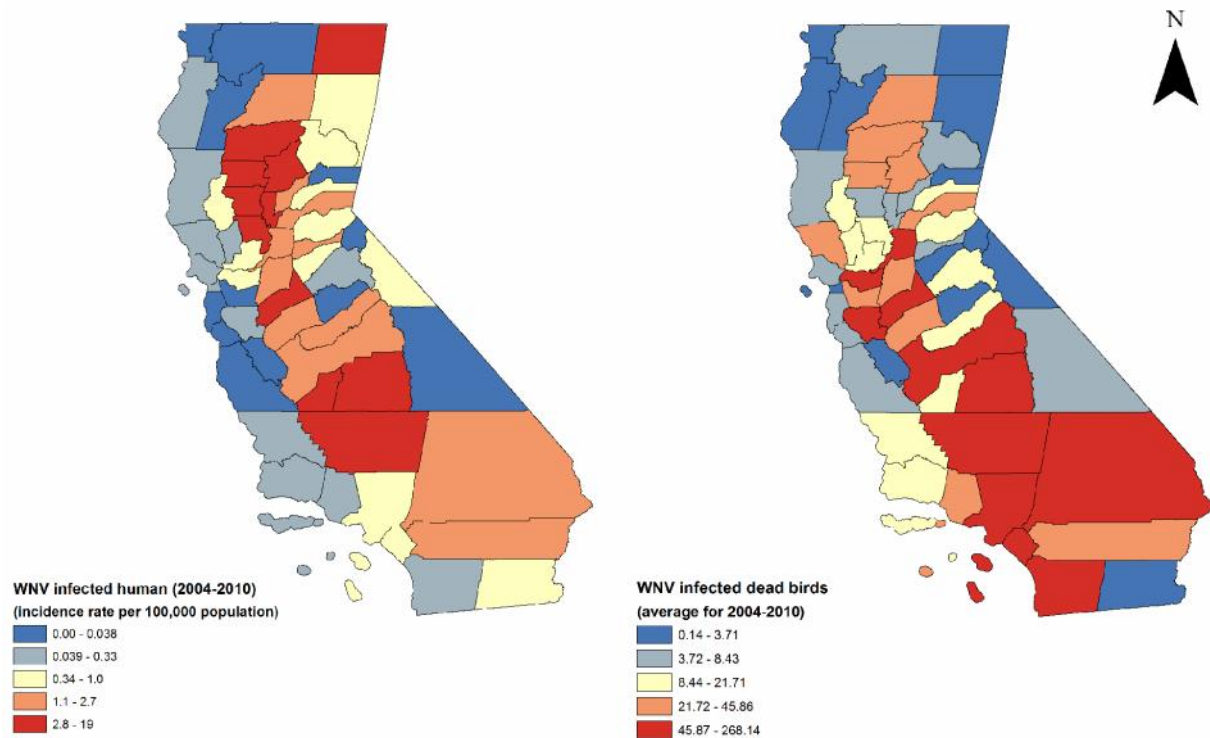 N
WNV infected human (2004-2010)
(incidence rate per 100,000 population)
0.00 - 0.038
0.039 - 0.33
0.34 - 1.0
1.1 - 2.7
2.8 - 19
WNV infected dead birds
(average for 2004-2010)
0.14 - 3.71
3.72 - 8.43
8.44 - 21.71
21.72 - 45.86
45.87 - 268.14